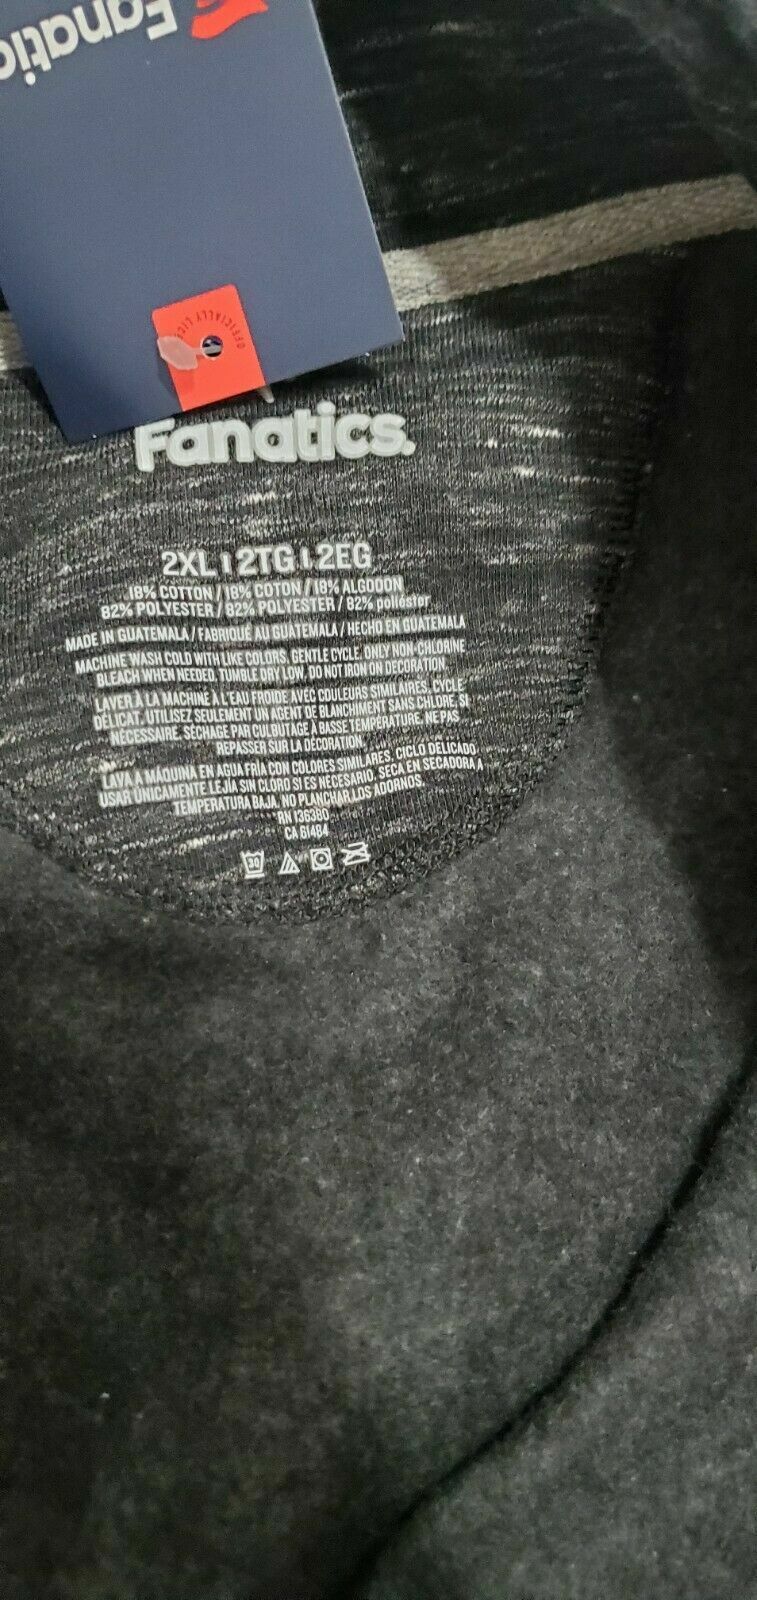 Fanatic
OFFICIALLY LICE
Fanatics.
2XL | 2TG | 2EG
18% COTTON / 18% COTON / 18% ALGODON
82% POLYESTER / 82% POLYESTER / 82% poliéster
MADE IN GUATEMALA / FABRIQUÉ AU GUATEMALA / HECHO EN GUATEMALA
MACHINE WASH COLD WITH LIKE COLORS. GENTLE CYCLE. ONLY NON-CHLORINE
BLEACH WHEN NEEDED. TUMBLE DRY LOW. DO NOT IRON ON DECORATION.
LAVER À LA MACHINE À L'EAU FROIDE AVEC COULEURS SIMILAIRES, CYCLE
DÉLICAT. UTILISEZ SEULEMENT UN AGENT DE BLANCHIMENT SANS CHLORE, SI
NÉCESSAIRE. SÉCHAGE PAR CULBUTAGE À BASSE TEMPÉRATURE. NE PAS
REPASSER SUR LA DÉCORATION.
LAVA A MÁQUINA EN AGUA FRÍA CON COLORES SIMILARES. CICLO DELICADO
USAR ÚNICAMENTE LEJÍA SIN CLORO SI ES NECESARIO. SECA EN SECADORA A
TEMPERATURA BAJA. NO PLANCHAR LOS ADORNOS.
RN 136380
CA 61484
30